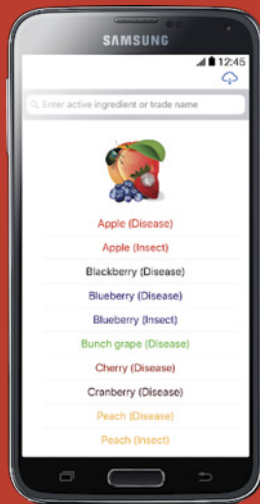 SAMSUNG
12:45
Enter active ingredient or trade name
Apple (Disease)
Apple (Insect)
Blackberry (Disease)
Blueberry (Disease)
Blueberry (Insect)
Bunch grape (Disease)
Cherry (Disease)
Cranberry (Disease)
Peach (Disease)
Peach (Insect)